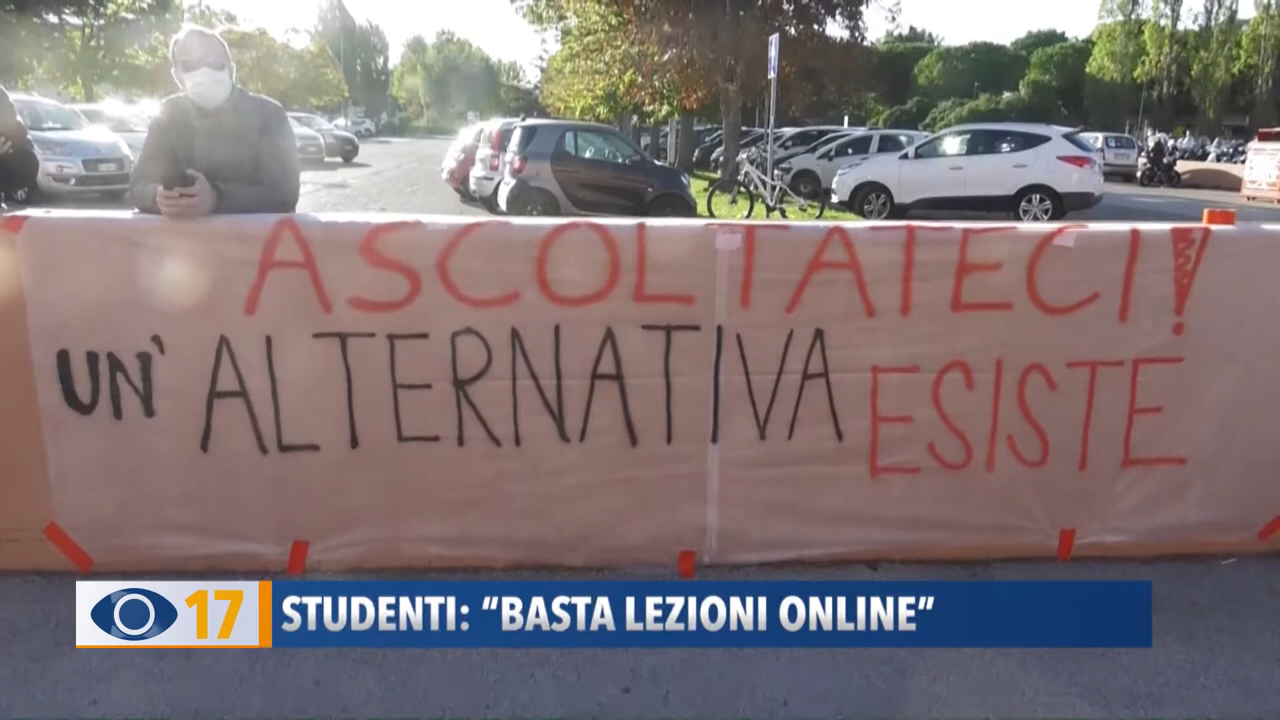 ASCOLTATECI!
UN' ALTERNATIVA ESISTE
17 STUDENTI: “BASTA LEZIONI ONLINE”